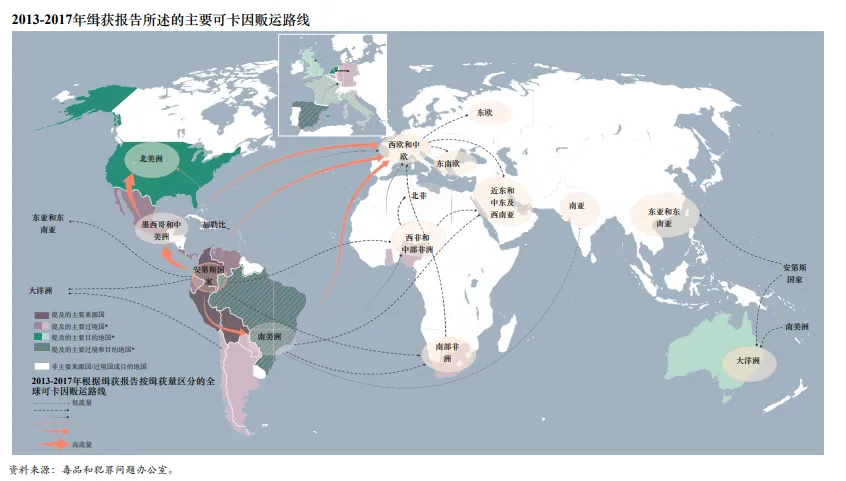 2013-2017年缉获报告所述的主要可卡因贩运路线
东欧
西欧和中
欧
东南欧
北美洲
近东和
中东及
西南亚
北非
南亚
东亚和东
南亚
东亚和东
南亚
墨西哥和中
美洲
加勒比
西非和
中部非洲
安第斯国
家
安第斯
国家
大洋洲
南美洲
南美洲
南部非
洲
大洋洲
提及的主要来源国
提及的主要过境国*
提及的主要目的地国*
提及的主要过境和目的地国*
非主要来源国/过境国或目的地国
2013-2017年根据缉获报告按缉获量区分的全
球可卡因贩运路线
低流量
高流量
资料来源：毒品和犯罪问题办公室。